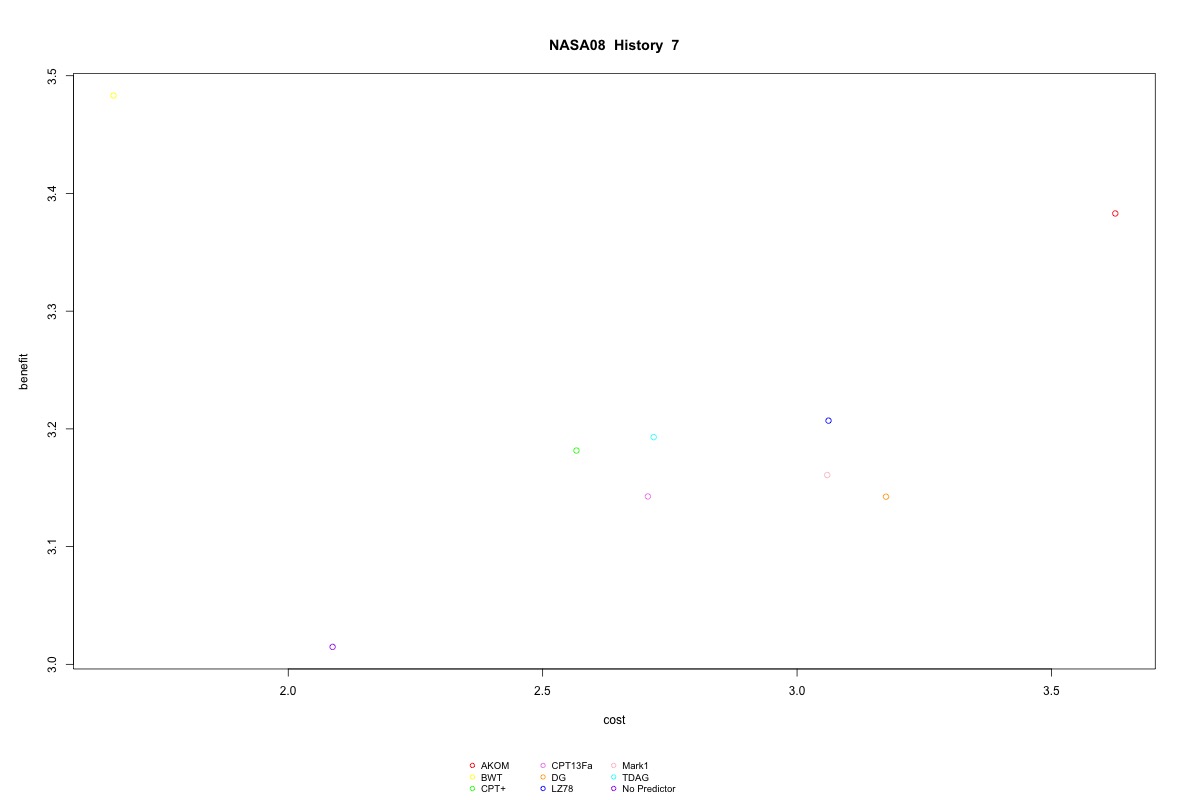 NASA08 History 7
3.5
3.4
3.3
3.2
3.1
3.0
benefit
2.0 2.5 3.0 3.5
cost
AKOM CPT13Fa Mark1
BWT DG TDAG
CPT+ LZ78 No Predictor